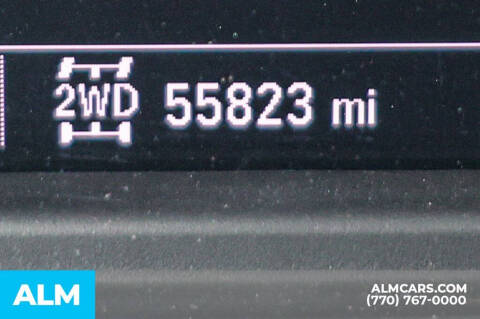 2WD 55823 mi
ALM
ALMCARS.COM
(770) 767-0000